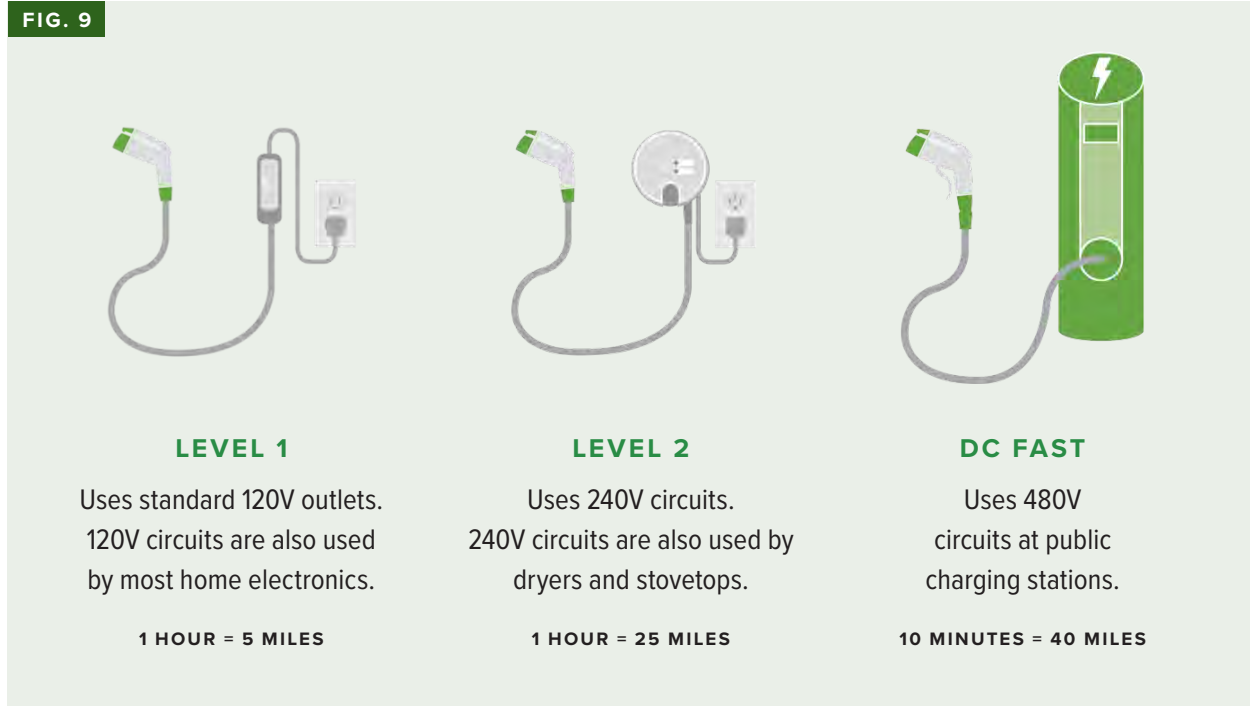 FIG. 9
LEVEL 1
Uses standard 120V outlets.
120V circuits are also used
by most home electronics.
1 HOUR = 5 MILES
LEVEL 2
Uses 240V circuits.
240V circuits are also used by
dryers and stovetops.
1 HOUR = 25 MILES
DC FAST
Uses 480V
circuits at public
charging stations.
10 MINUTES = 40 MILES